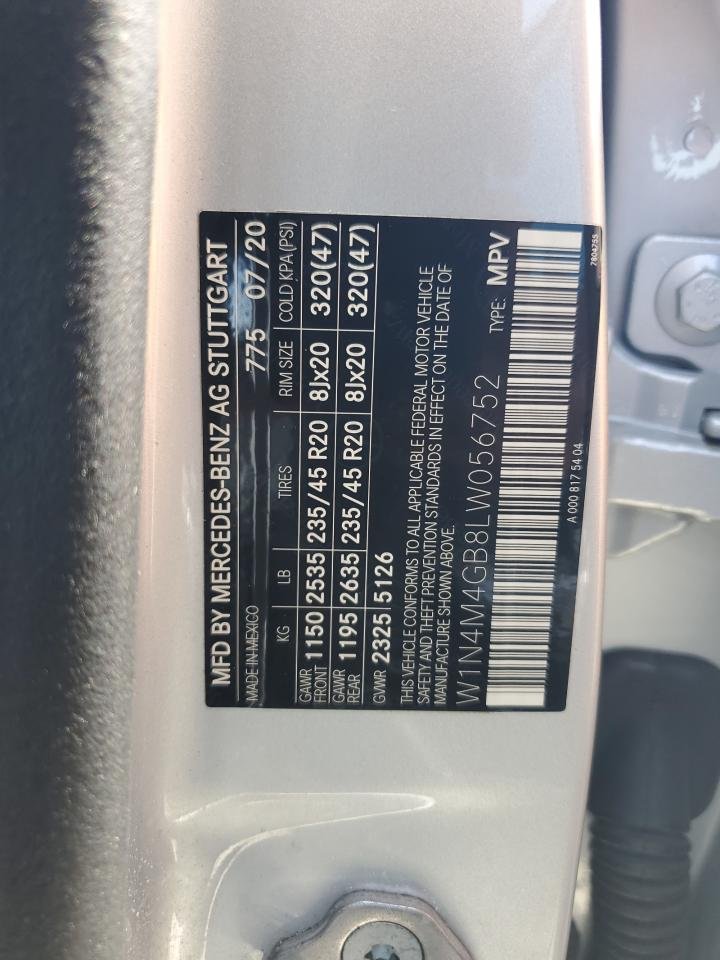 MFD BY MERCEDES-BENZ AG STUTTGART
MADE IN MEXICO 775 07/20
KG LB TIRES RIM SIZE COLD KPA (PSI)
GAWR FRONT 1150 2535 235/45 R20 8Jx20 320(47)
GAWR REAR 1195 2635 235/45 R20 8Jx20 320(47)
GVWR 2325 5126
THIS VEHICLE CONFORMS TO ALL APPLICABLE FEDERAL MOTOR VEHICLE
SAFETY AND THEFT PREVENTION STANDARDS IN EFFECT ON THE DATE OF
MANUFACTURE SHOWN ABOVE.
W1N4M4GB8LW056752 TYPE: MPV
A 000 817 54 04 7804755